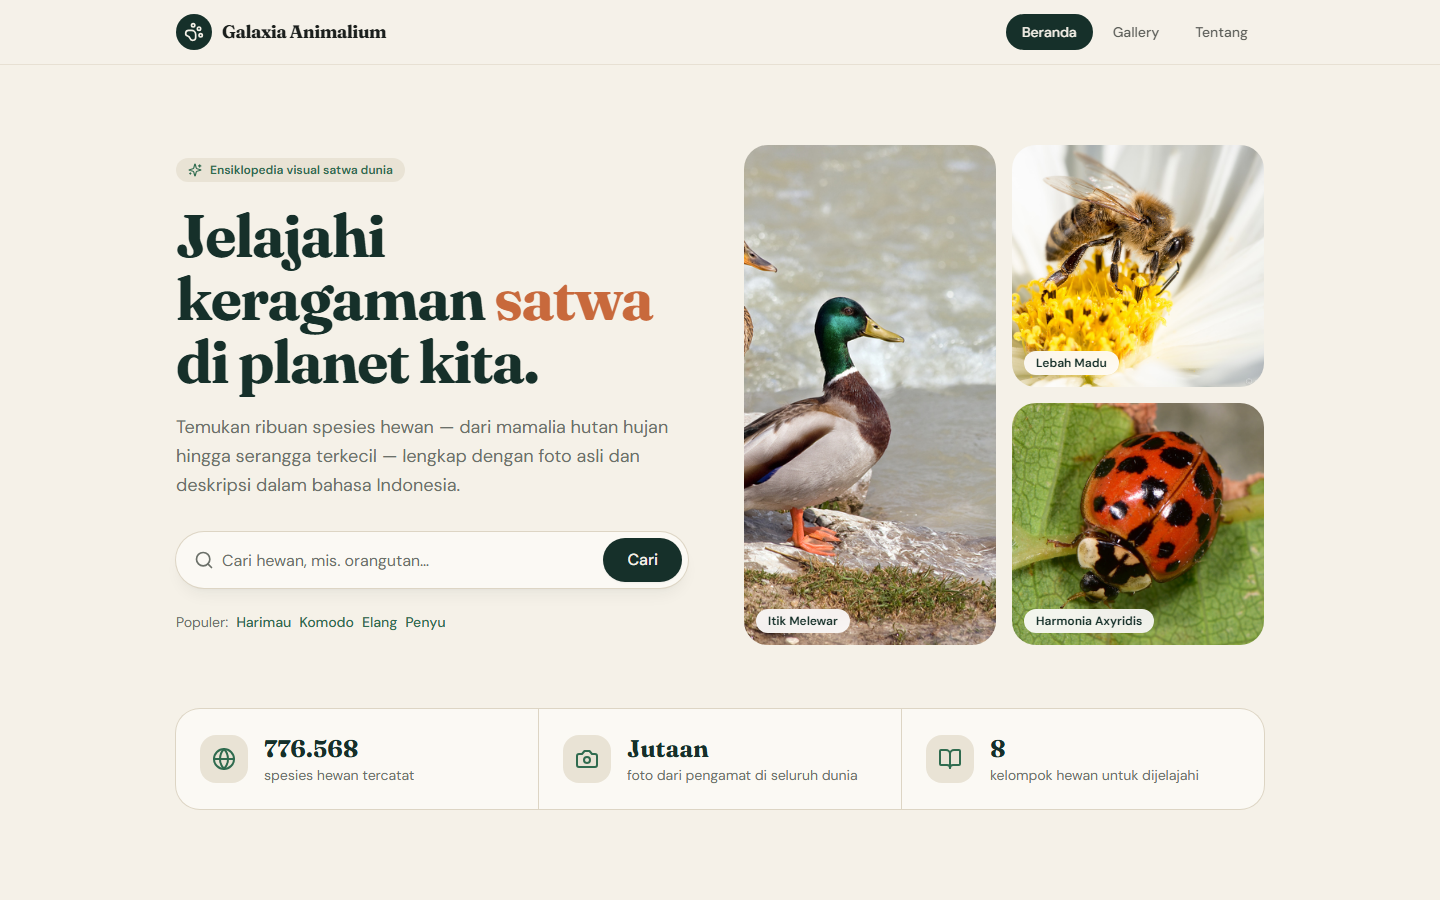 Galaxia Animalium
Beranda
Gallery
Tentang
Ensiklopedia visual satwa dunia
Jelajahi
keragaman satwa
di planet kita.
Temukan ribuan spesies hewan — dari mamalia hutan hujan
hingga serangga terkecil — lengkap dengan foto asli dan
deskripsi dalam bahasa Indonesia.
Cari hewan, mis. orangutan...
Cari
Populer: Harimau Komodo Elang Penyu
Itik Melewar
Lebah Madu
Harmonia Axyridis
776.568
spesies hewan tercatat
Jutaan
foto dari pengamat di seluruh dunia
8
kelompok hewan untuk dijelajahi